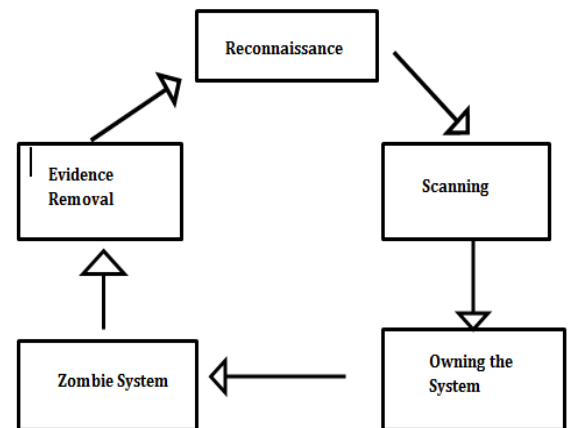 Reconnaissance
Scanning
Owning the
System
Zombie System
Evidence
Removal